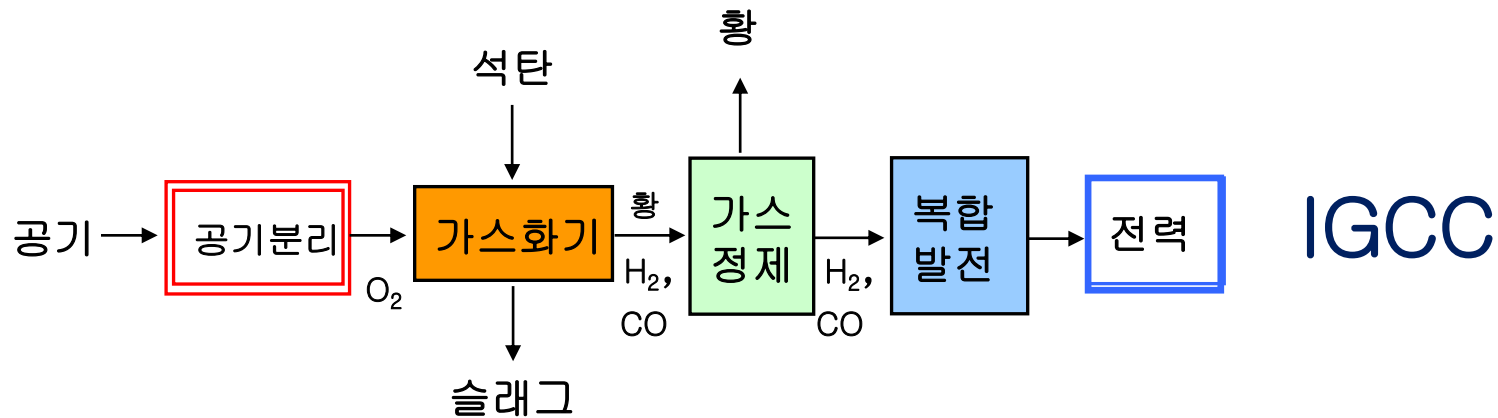 황
석탄
공기
공기분리
O2
가스화기
황
H2,
CO
가스
정제
H2,
CO
복합
발전
전력
IGCC
슬래그